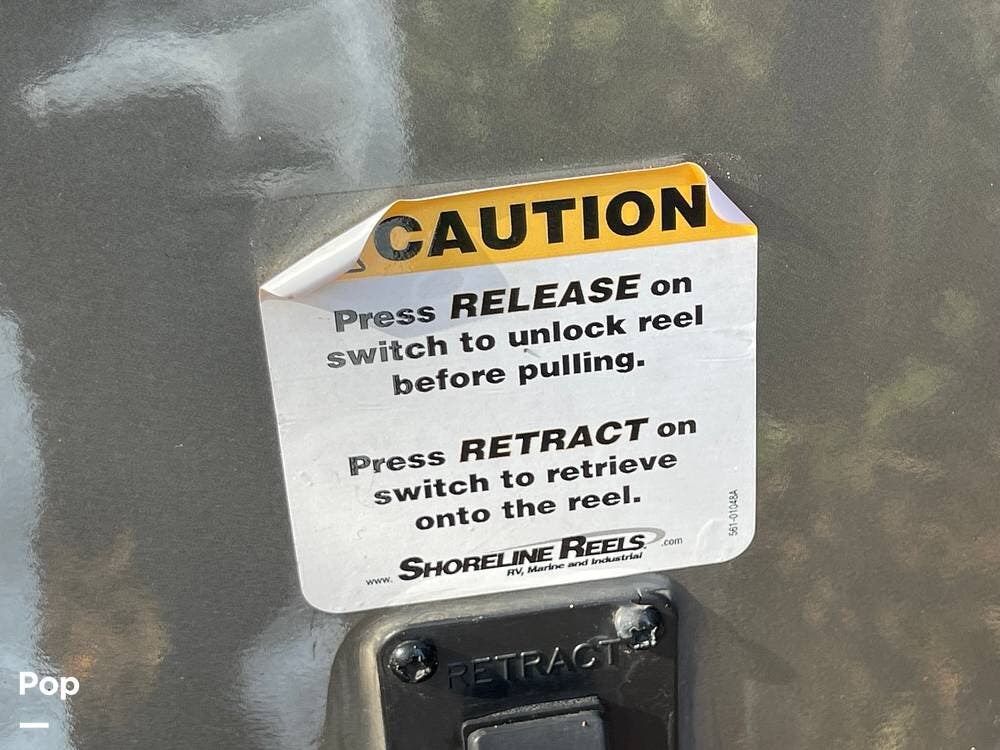 CAUTION
Press RELEASE on
switch to unlock reel
before pulling.
Press RETRACT on
switch to retrieve
onto the reel.
www. SHORELINE REELS .com
RV, Marine and Industrial
561-01048A
RETRACT
Pop